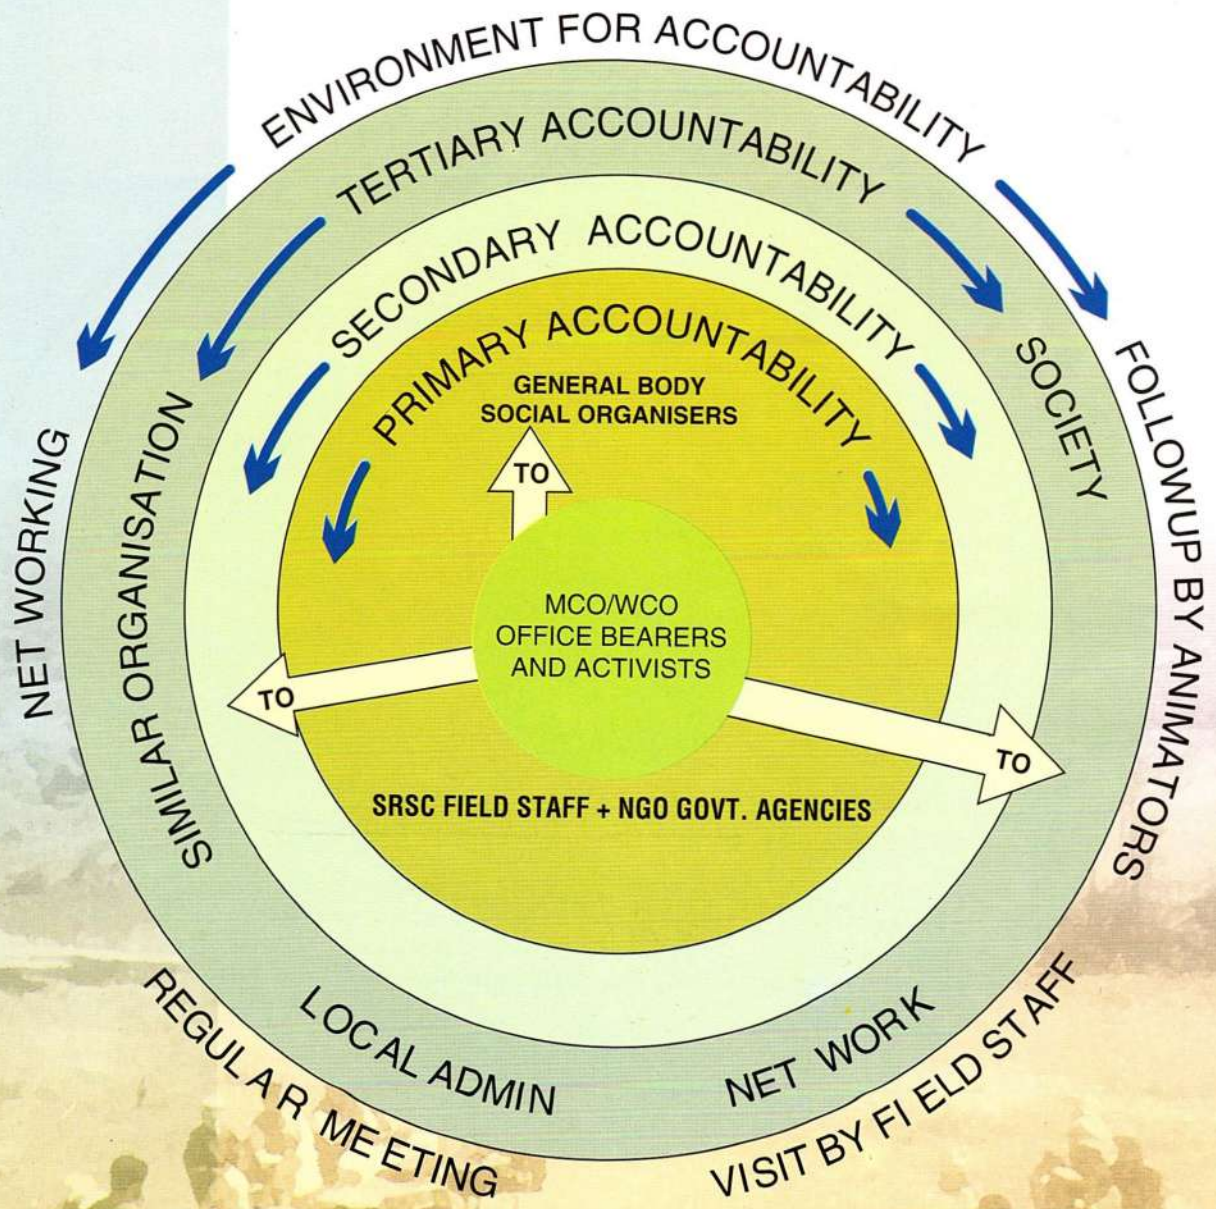 ENVIRONMENT FOR ACCOUNTABILITY
TERTIARY ACCOUNTABILITY
SECONDARY ACCOUNTABILITY
PRIMARY ACCOUNTABILITY
GENERAL BODY
SOCIAL ORGANISERS
TO
MCO/WCO
OFFICE BEARERS
AND ACTIVISTS
TO
TO
SRSC FIELD STAFF + NGO GOVT. AGENCIES
SOCIETY
SIMILAR ORGANISATION
LOCAL ADMIN
NET WORK
NET WORKING
FOLLOWUP BY ANIMATORS
REGULAR MEETING
VISIT BY FIELD STAFF